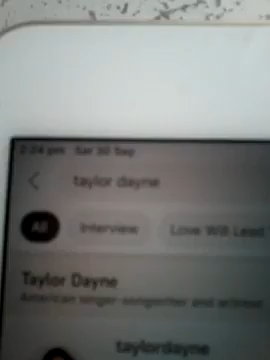 2:24 pm Sat 30 Sep
taylor dayne
All Interview Love Will Lead
Taylor Dayne
American singer-songwriter and actress
taylordayne